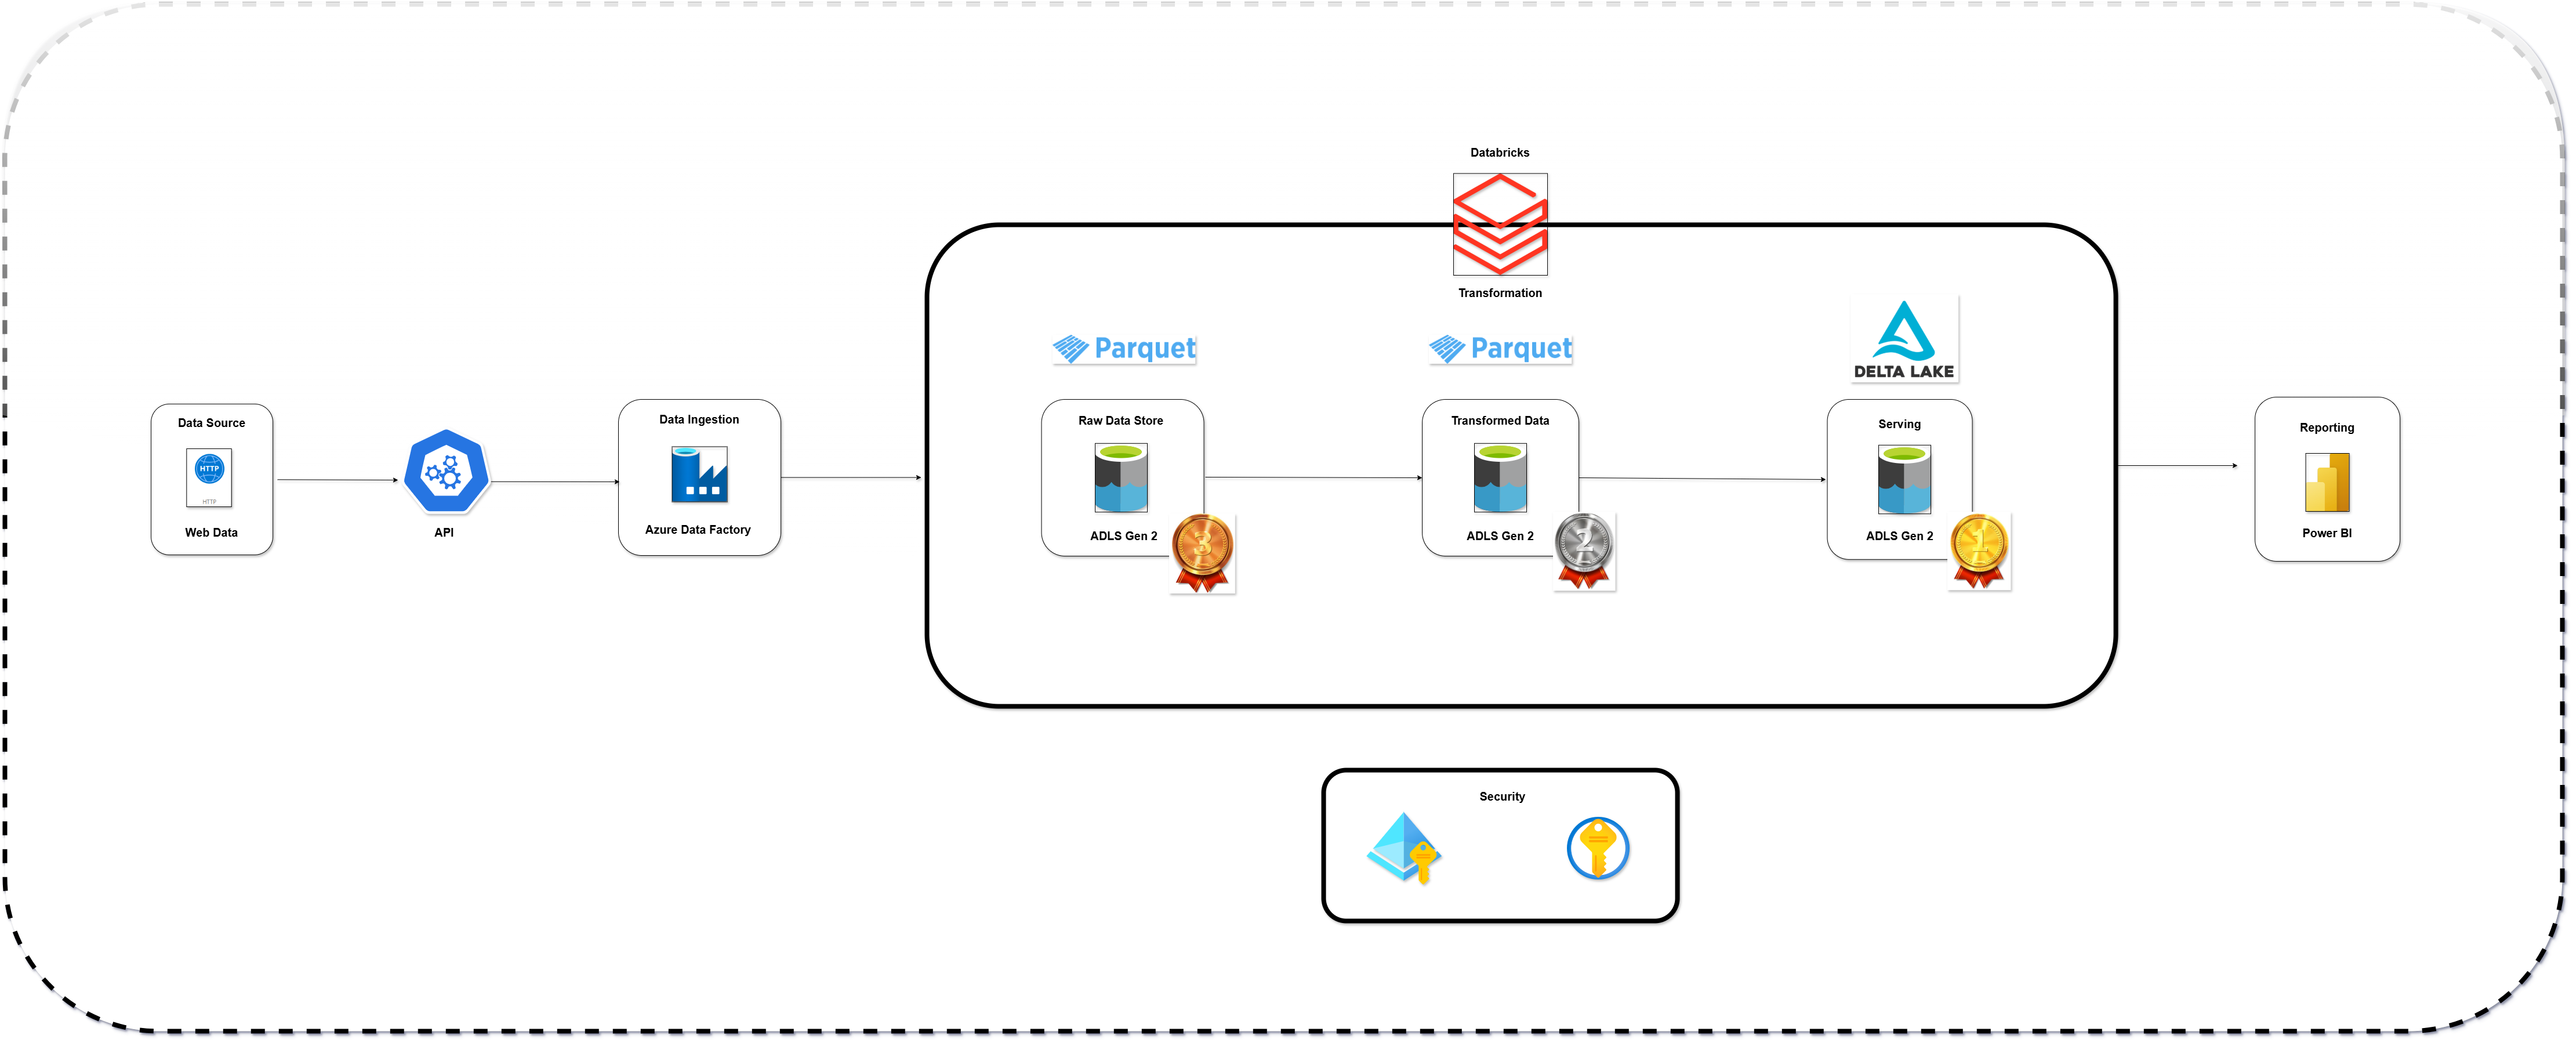 Databricks
Transformation
Parquet
Parquet
DELTA LAKE
Data Source
HTTP
HTTP
Web Data
API
Data Ingestion
Azure Data Factory
Raw Data Store
ADLS Gen 2
3
Transformed Data
ADLS Gen 2
2
Serving
ADLS Gen 2
1
Reporting
Power BI
Security